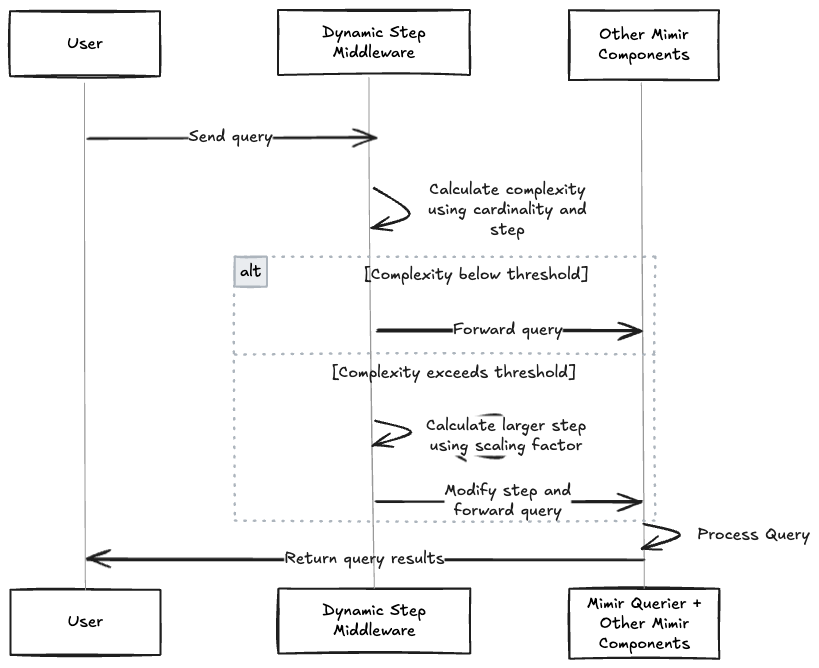 User
Dynamic Step
Middleware
Other Mimir
Components
Send query
Calculate complexity
using cardinality and
step
alt
[Complexity below threshold]
Forward query
[Complexity exceeds threshold]
Calculate larger step
using scaling factor
Modify step and
forward query
Process Query
Return query results
User
Dynamic Step
Middleware
Mimir Querier +
Other Mimir
Components